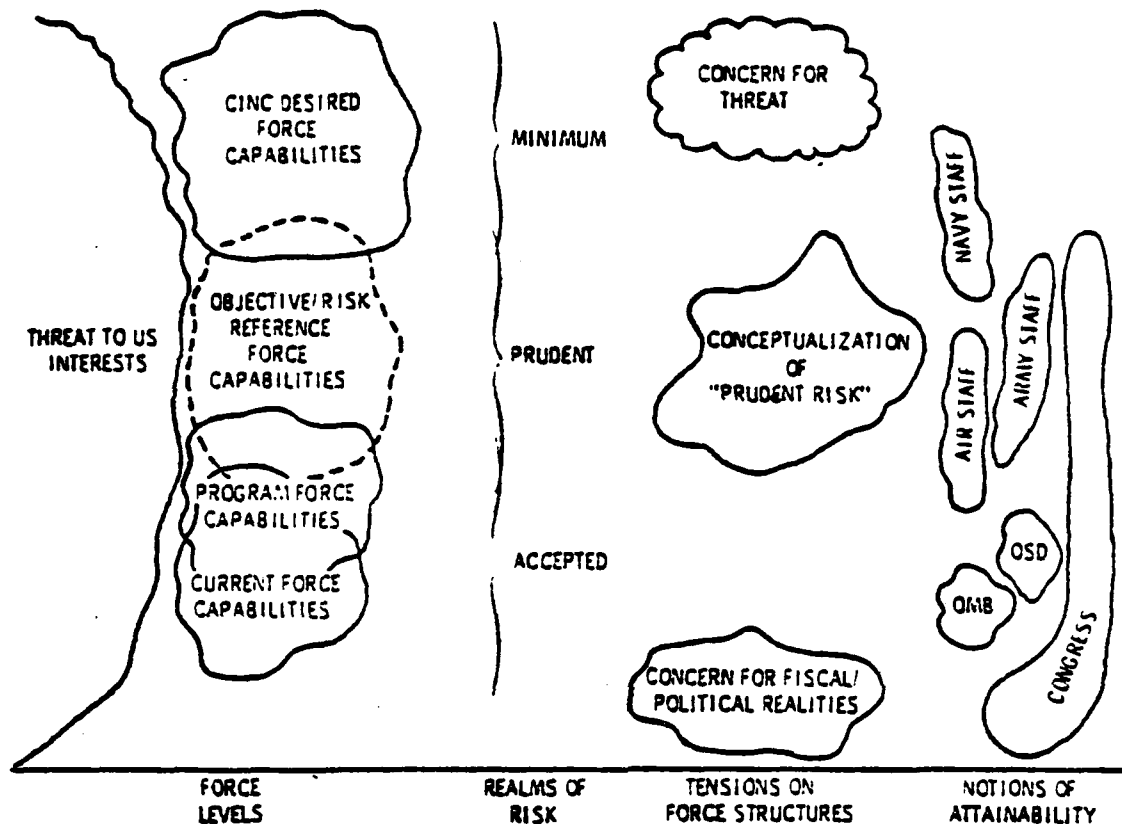 THREAT TO US
INTERESTS
CINC DESIRED
FORCE
CAPABILITIES
OBJECTIVE/RISK
REFERENCE
FORCE
CAPABILITIES
PROGRAM FORCE
CAPABILITIES
CURRENT FORCE
CAPABILITIES
MINIMUM
PRUDENT
ACCEPTED
CONCERN FOR
THREAT
CONCEPTUALIZATION
OF
"PRUDENT RISK"
CONCERN FOR FISCAL/
POLITICAL REALITIES
NAVY STAFF
ARMY STAFF
AIR STAFF
OSD
OMB
CONGRESS
FORCE
LEVELS
REALMS OF
RISK
TENSIONS ON
FORCE STRUCTURES
NOTIONS OF
ATTAINABILITY